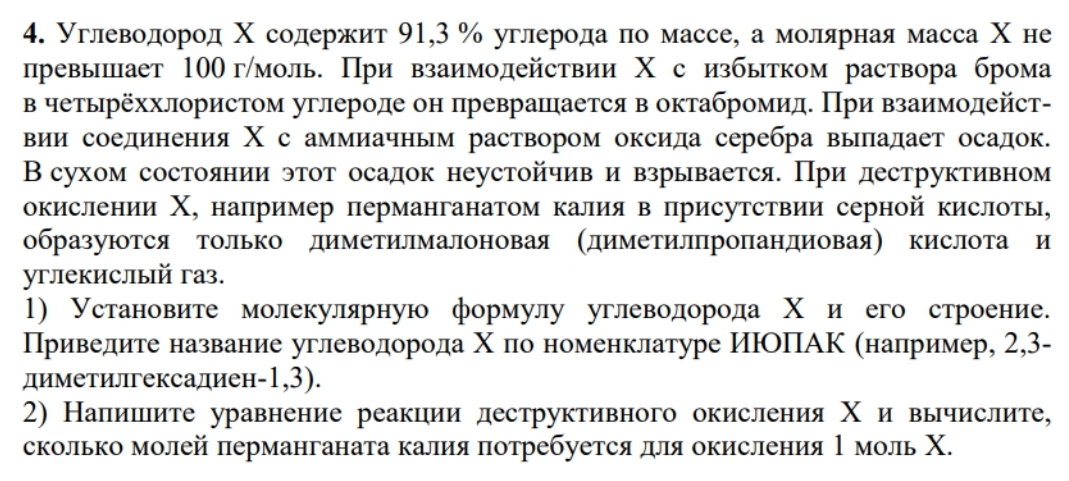 4. Углеводород X содержит 91,3 % углерода по массе, а молярная масса X не
превышает 100 г/моль. При взаимодействии X с избытком раствора брома
в четырёххлористом углероде он превращается в октабромид. При взаимодейст-
вии соединения X с аммиачным раствором оксида серебра выпадает осадок.
В сухом состоянии этот осадок неустойчив и взрывается. При деструктивном
окислении X, например перманганатом калия в присутствии серной кислоты,
образуются только диметилмалоновая (диметилпропандиовая) кислота и
углекислый газ.
1) Установите молекулярную формулу углеводорода X и его строение.
Приведите название углеводорода X по номенклатуре ИЮПАК (например, 2,3-
диметилгексадиен-1,3).
2) Напишите уравнение реакции деструктивного окисления X и вычислите,
сколько молей перманганата калия потребуется для окисления 1 моль X.